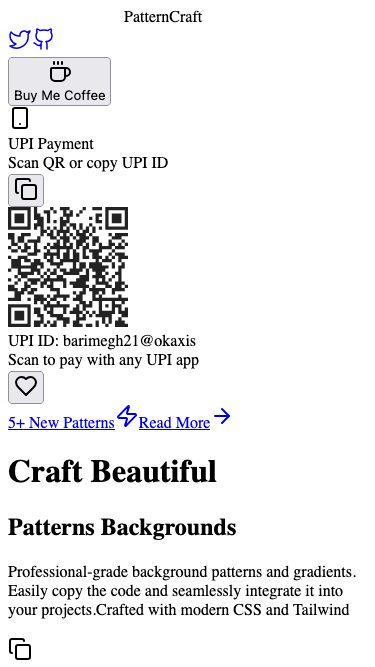 PatternCraft
Buy Me Coffee
UPI Payment
Scan QR or copy UPI ID
UPI ID: barimegh21@okaxis
Scan to pay with any UPI app
5+ New Patterns Read More
Craft Beautiful
Patterns Backgrounds
Professional-grade background patterns and gradients.
Easily copy the code and seamlessly integrate it into
your projects.Crafted with modern CSS and Tailwind